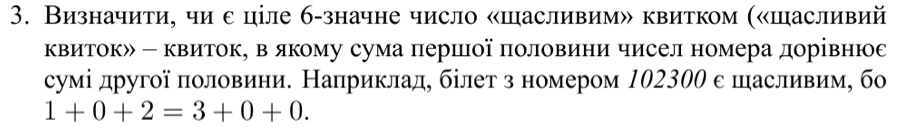 3. Визначити, чи є ціле 6-значне число «щасливим» квитком («щасливий
квиток» – квиток, в якому сума першої половини чисел номера дорівнює
сумі другої половини. Наприклад, білет з номером 102300 є щасливим, бо
1 + 0 + 2 = 3 + 0 + 0.